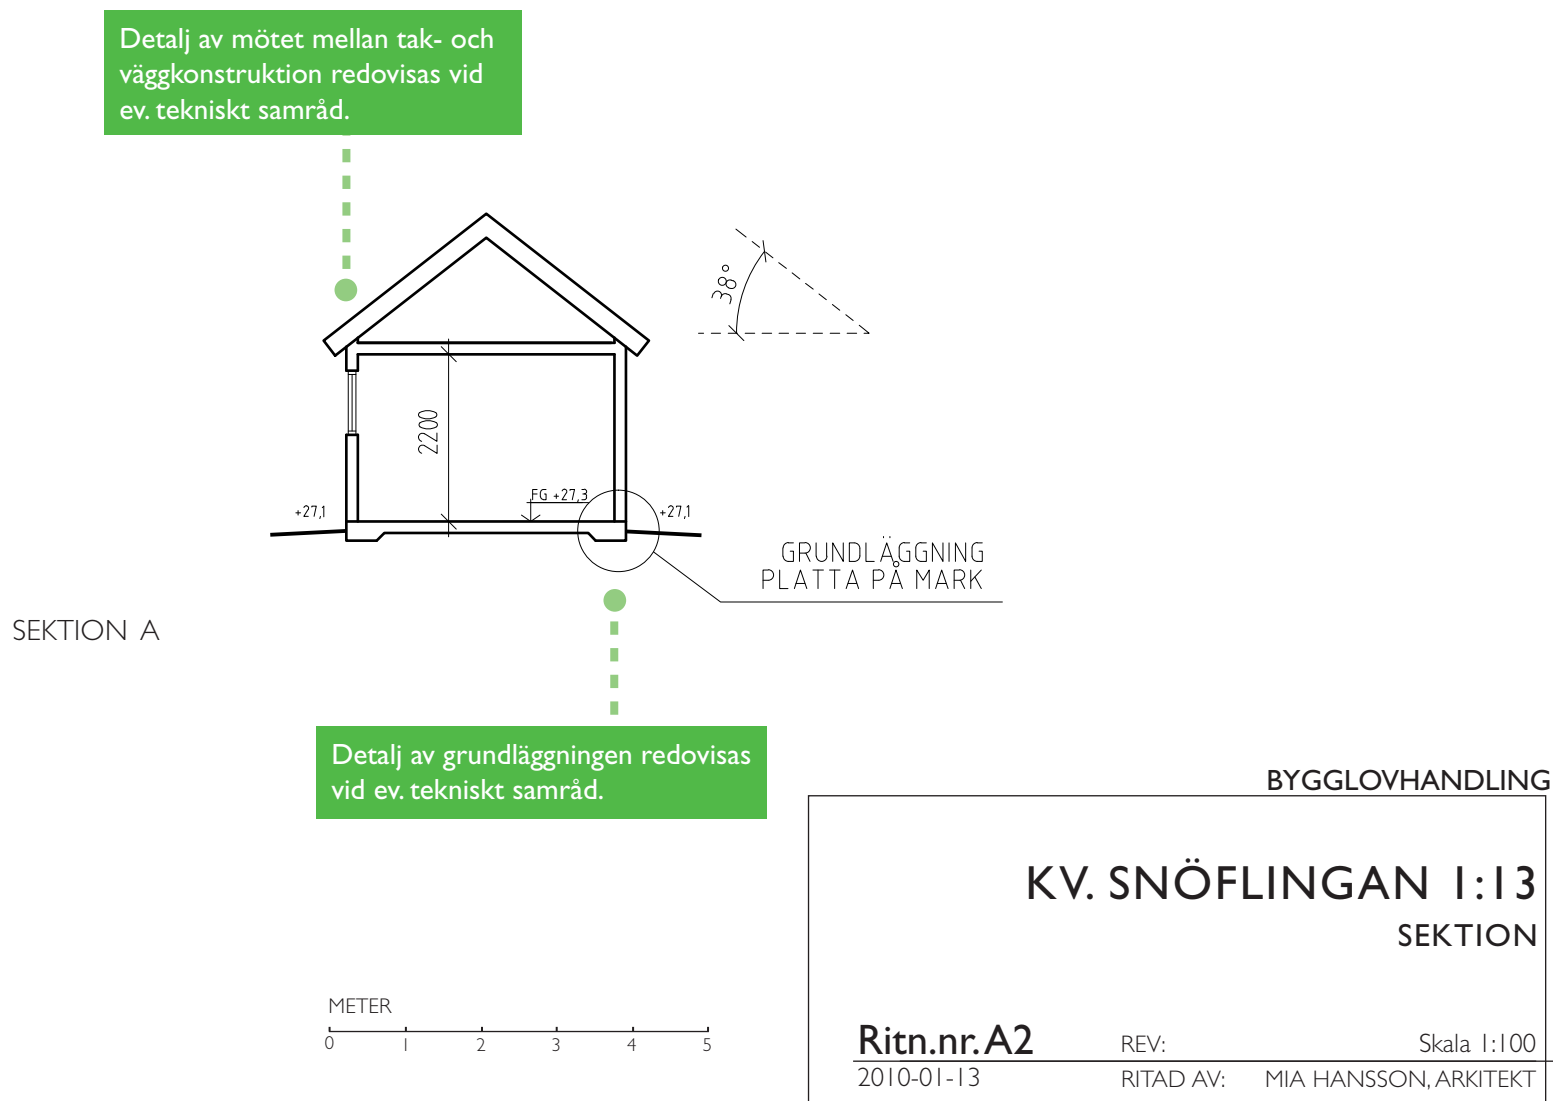 Detalj av mötet mellan tak- och
väggkonstruktion redovisas vid
ev. tekniskt samråd.
38°
2200
FG +27,3
+27,1
+27,1
GRUNDLÄGGNING
PLATTA PÅ MARK
SEKTION A
Detalj av grundläggningen redovisas
vid ev. tekniskt samråd.
BYGGLOVHANDLING
KV. SNÖFLINGAN 1:13
SEKTION
METER
0 1 2 3 4 5
Ritn.nr. A2 REV: Skala 1:100
2010-01-13 RITAD AV: MIA HANSSON, ARKITEKT